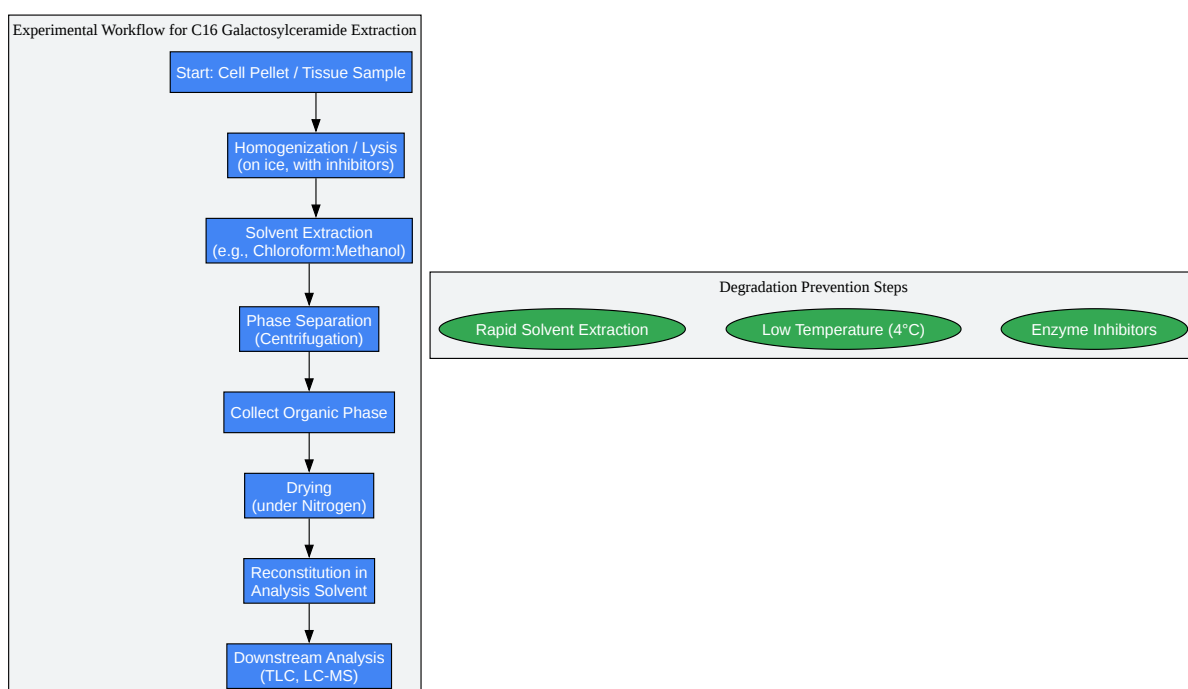 Experimental Workflow for C16 Galactosylceramide Extraction
Start: Cell Pellet / Tissue Sample
Homogenization / Lysis
(on ice, with inhibitors)
Solvent Extraction
(e.g., Chloroform:Methanol)
Phase Separation
(Centrifugation)
Collect Organic Phase
Drying
(under Nitrogen)
Reconstitution in
Analysis Solvent
Downstream Analysis
(TLC, LC-MS)
Degradation Prevention Steps
Rapid Solvent Extraction
Low Temperature (4°C)
Enzyme Inhibitors